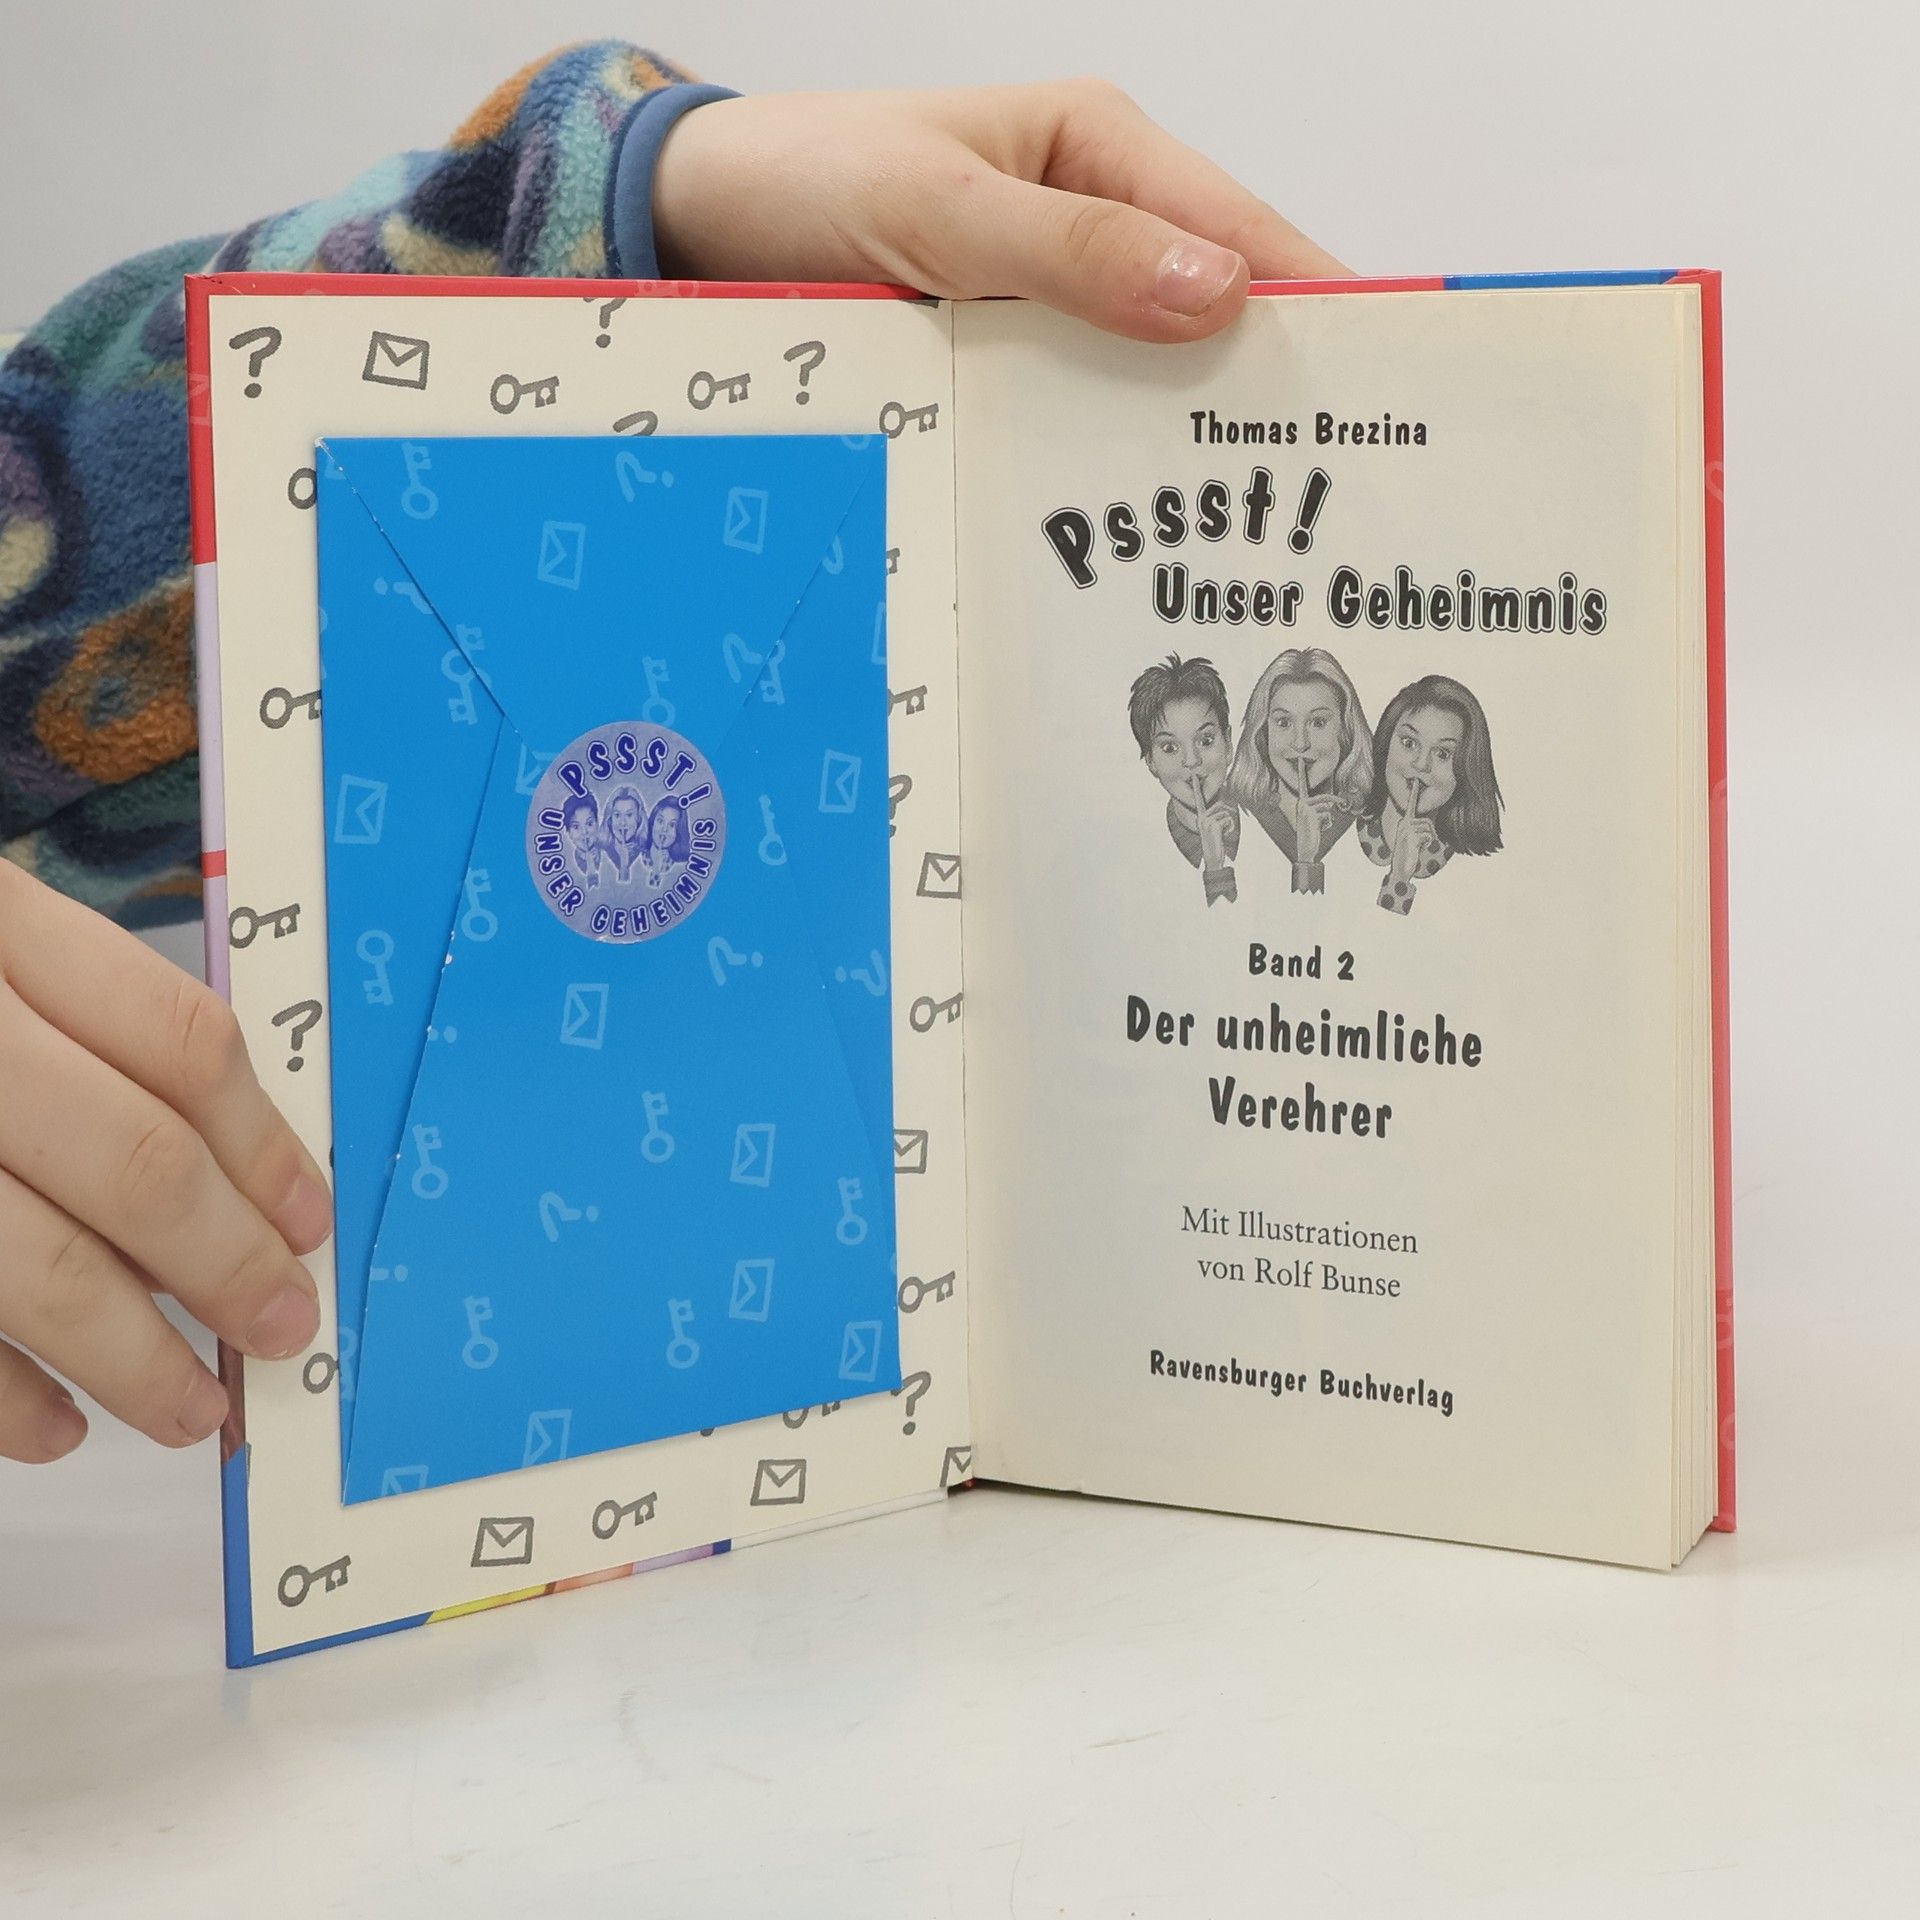 PSSST!
UNSER GEHEIMNIS
Thomas Brezina
Pssst!
Unser Geheimnis
Band 2
Der unheimliche
Verehrer
Mit Illustrationen
von Rolf Bunse
Ravensburger Buchverlag